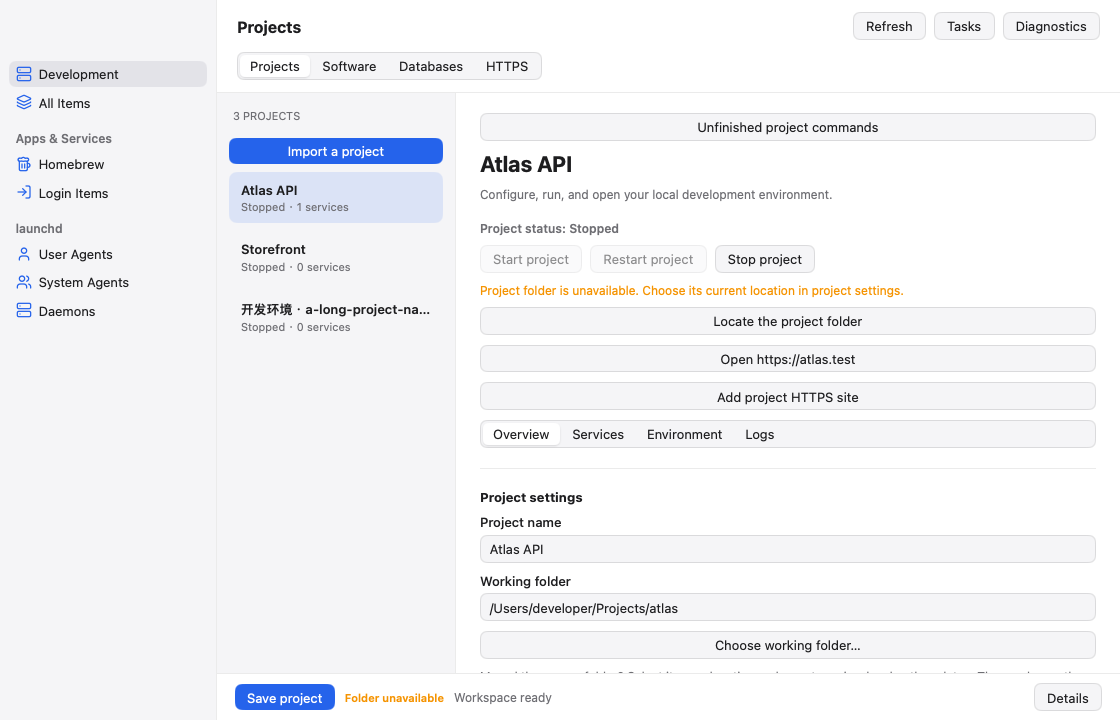 Projects
Refresh
Tasks
Diagnostics
Projects
Software
Databases
HTTPS
Development
All Items
Apps & Services
Homebrew
Login Items
launchd
User Agents
System Agents
Daemons
3 PROJECTS
Import a project
Atlas API
Stopped · 1 services
Storefront
Stopped · 0 services
开发环境 · a-long-project-na...
Stopped · 0 services
Unfinished project commands
Atlas API
Configure, run, and open your local development environment.
Project status: Stopped
Start project
Restart project
Stop project
Project folder is unavailable. Choose its current location in project settings.
Locate the project folder
Open https://atlas.test
Add project HTTPS site
Overview
Services
Environment
Logs
Project settings
Project name
Atlas API
Working folder
/Users/developer/Projects/atlas
Choose working folder...
Save project
Folder unavailable
Workspace ready
Details